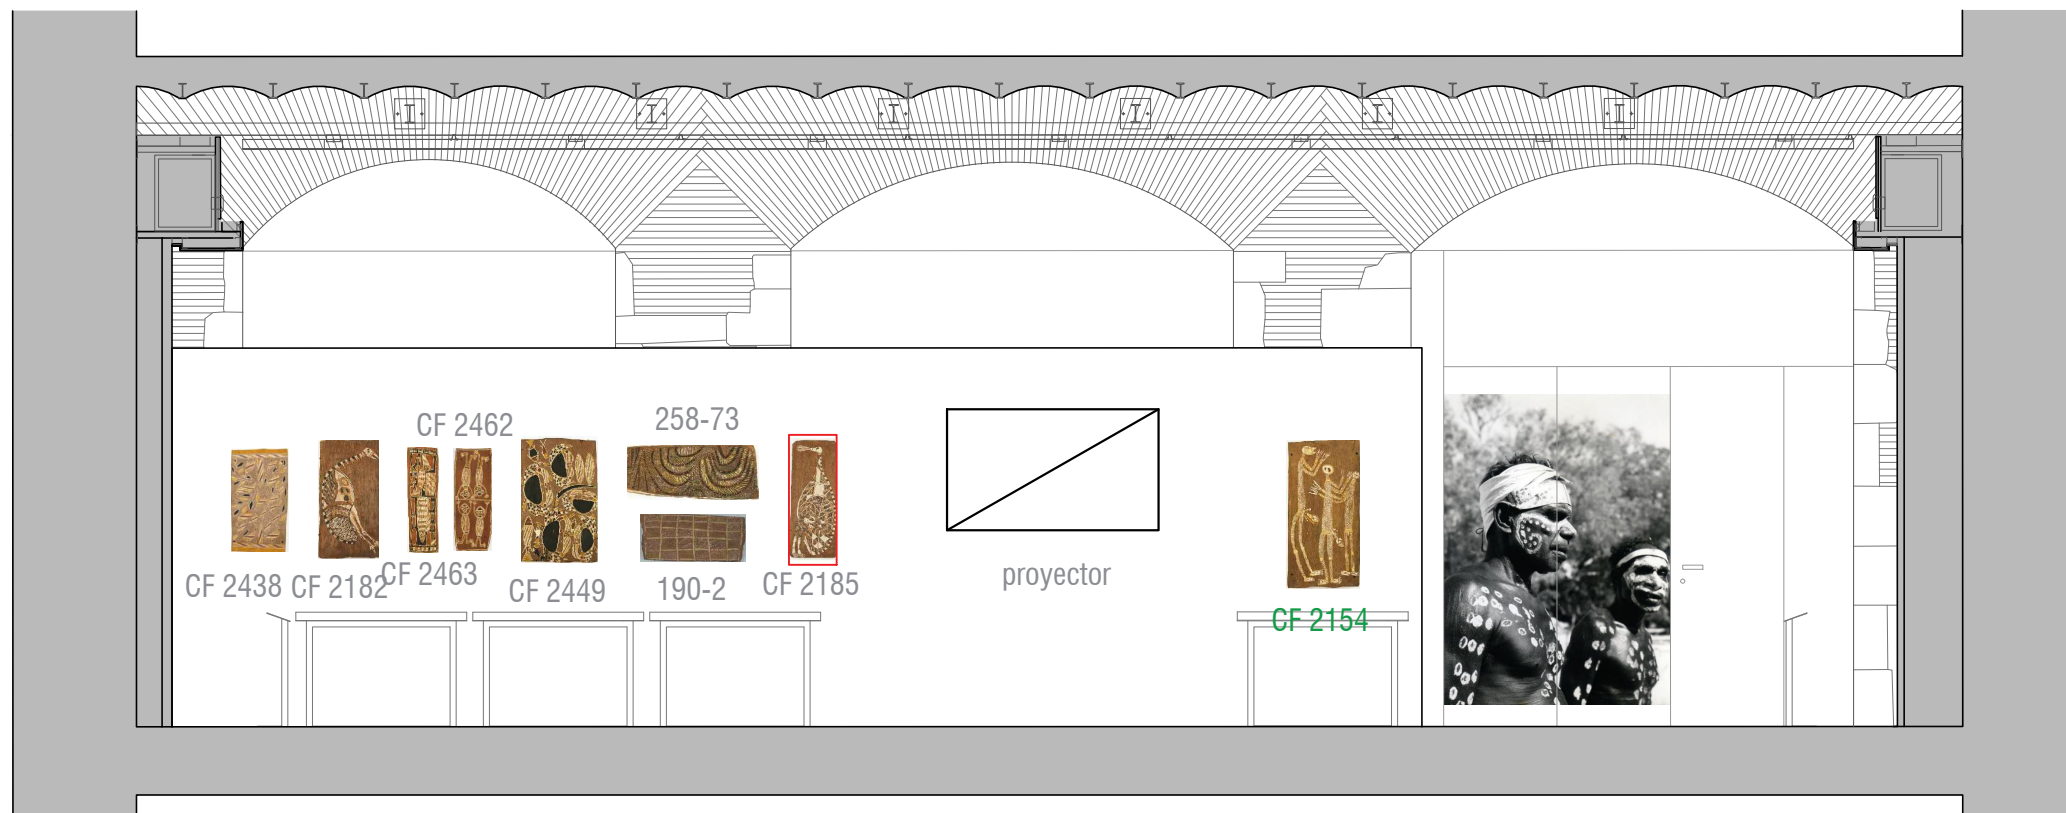 CF 2462
258-73
CF 2438
CF 2182
CF 2463
CF 2449
190-2
CF 2185
proyector
CF 2154